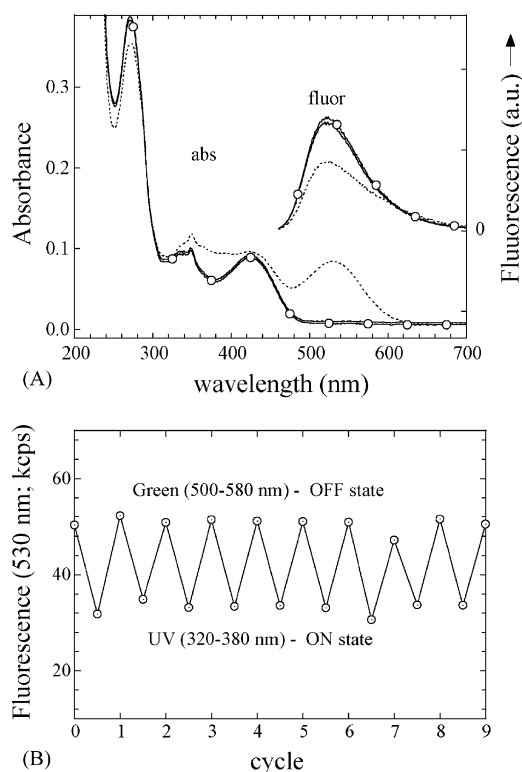 0.3
0.2
0.1
0.0
Absorbance
abs
fluor
0
Fluuorescence (a.u.)
200 300 400 500 600 700
wavelength (nm)
(A)
60
40
20
Fluorescence (530 nm; kcps)
Green (500-580 nm) - OFF state
UV (320-380 nm) - ON state
0 1 2 3 4 5 6 7 8 9
cycle
(B)